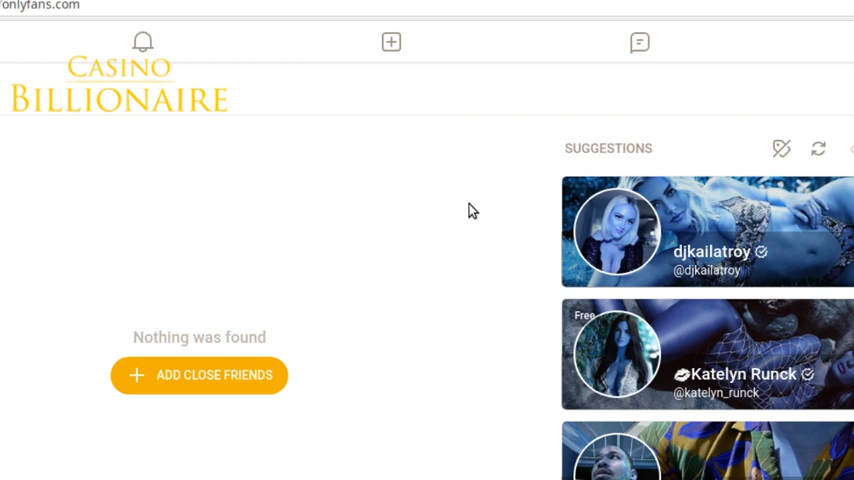 onlyfans.com
CASINO
BILLIONAIRE
SUGGESTIONS
djkailatroy
@djkailatroy
Nothing was found
Free
ADD CLOSE FRIENDS
Katelyn Runck
@katelyn_runck